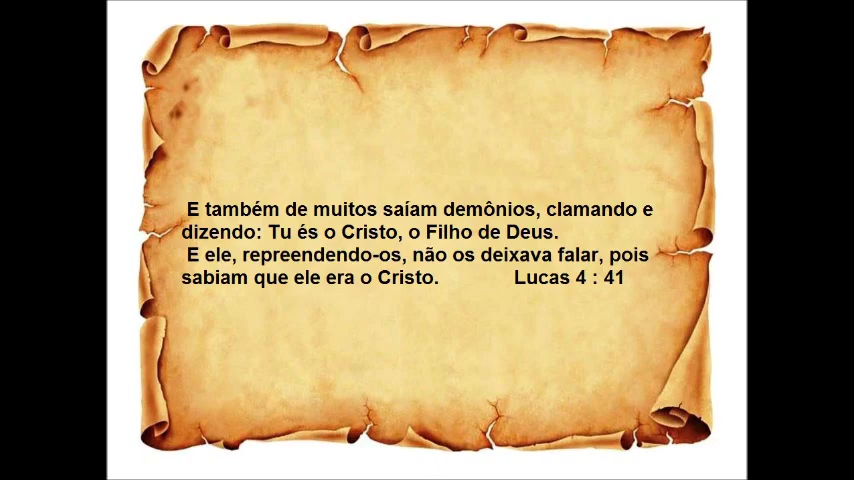 E também de muitos saíam demônios, clamando e
dizendo: Tu és o Cristo, o Filho de Deus.
E ele, repreendendo-os, não os deixava falar, pois
sabiam que ele era o Cristo. Lucas 4 : 41